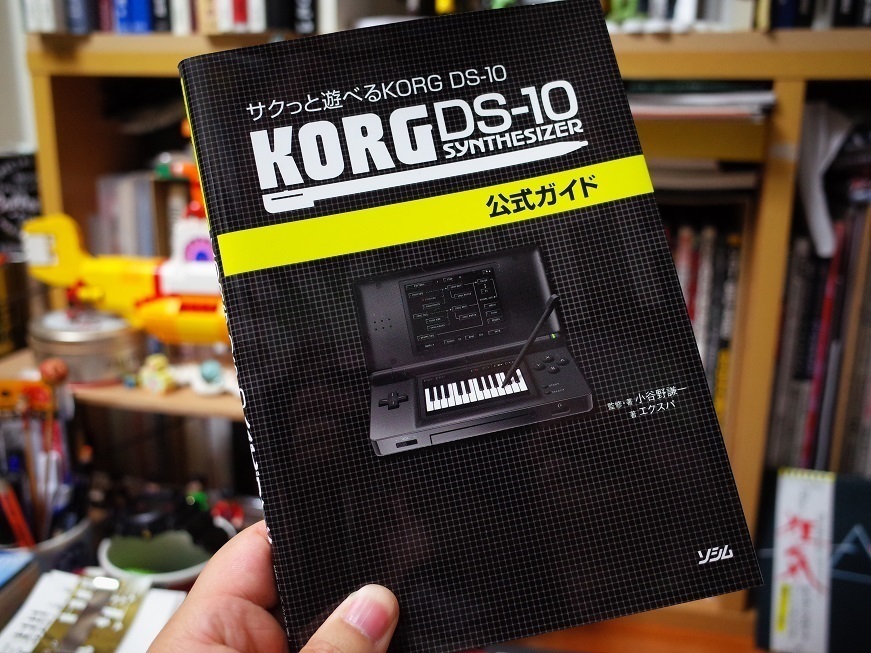 サクっと遊べるKORG DS-10
KORG DS-10
SYNTHESIZER
公式ガイド
監修・著 小谷野謙一
著 エクスパ
ソシム
狂気